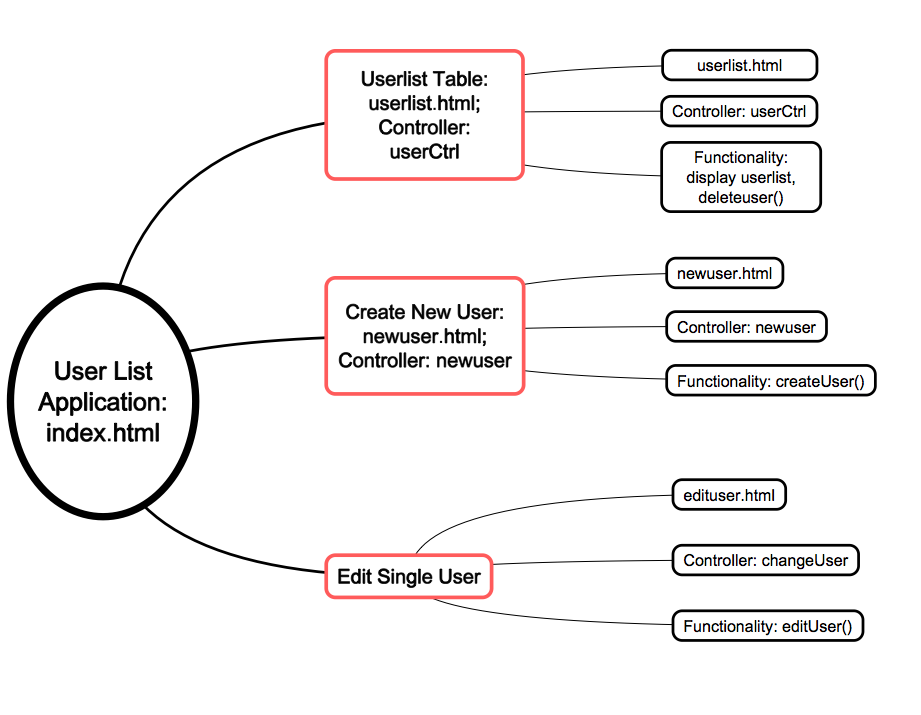 User List
Application:
index.html
Userlist Table:
userlist.html;
Controller:
userCtrl
userlist.html
Controller: userCtrl
Functionality:
display userlist,
deleteuser()
Create New User:
newuser.html;
Controller: newuser
newuser.html
Controller: newuser
Functionality: createUser()
Edit Single User
edituser.html
Controller: changeUser
Functionality: editUser()